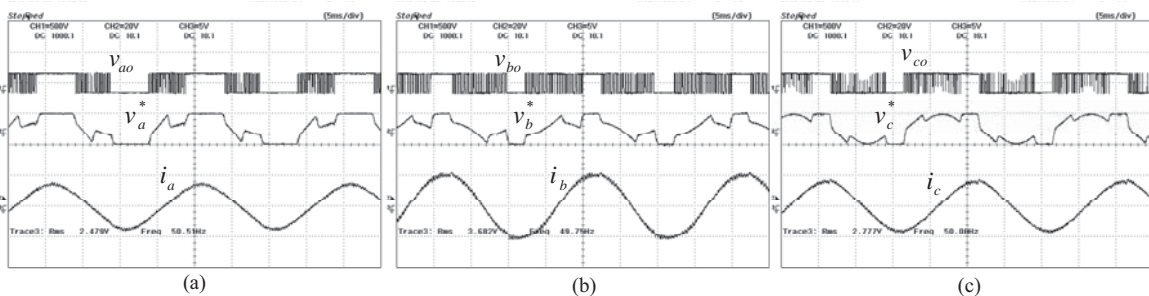 Stopped (5ms/div)
CH1=500V CH2=20V CH3=5V
DC 1000:1 DC 10:1 DC 10:1
v_ao
v_a^*
i_a
Trace3: Rms 2.479V Freq 50.51Hz
(a)
Stopped (5ms/div)
CH1=500V CH2=20V CH3=5V
DC 1000:1 DC 10:1 DC 10:1
v_bo
v_b^*
i_b
Trace3: Rms 3.682V Freq 49.75Hz
(b)
Stopped (5ms/div)
CH1=500V CH2=20V CH3=5V
DC 1000:1 DC 10:1 DC 10:1
v_co
v_c^*
i_c
Trace3: Rms 2.777V Freq 50.00Hz
(c)